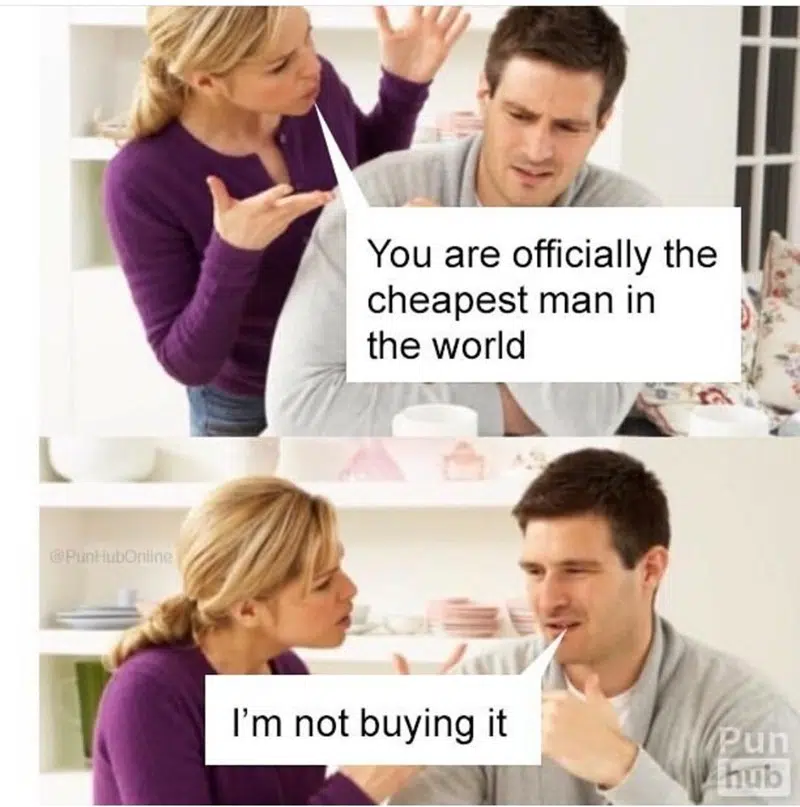 You are officially the
cheapest man in
the world
@PunHubOnline
I'm not buying it
Pun
hub